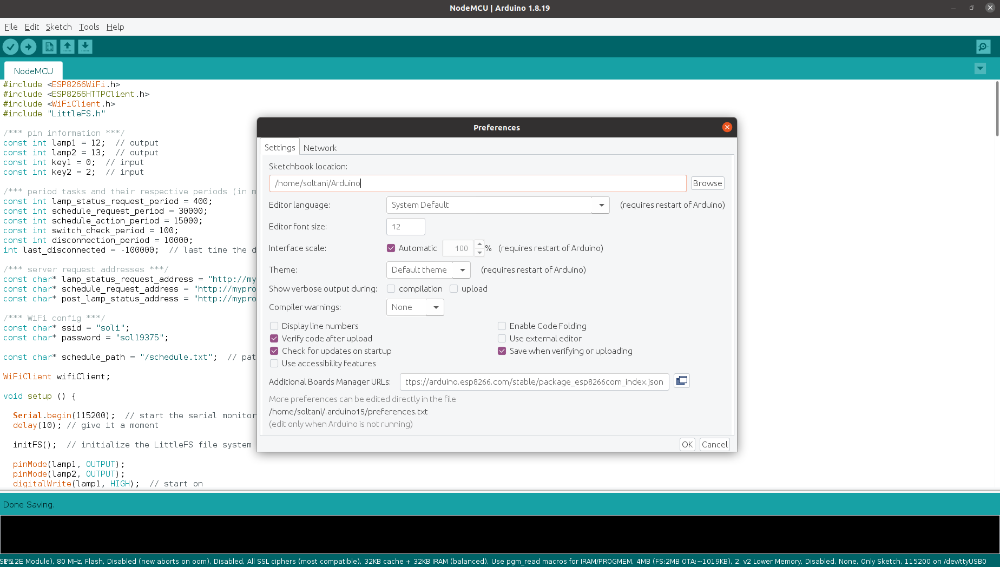 NodeMCU | Arduino 1.8.19
File Edit Sketch Tools Help
NodeMCU
#include <ESP8266WiFi.h>
#include <ESP8266HTTPClient.h>
#include <WiFiClient.h>
#include "LittleFS.h"
/*** pin information ***/
const int lamp1 = 12;  // output
const int lamp2 = 13;  // output
const int key1 = 0;  // input
const int key2 = 2;  // input
/*** period tasks and their respective periods (in m
const int lamp_status_request_period = 400;
const int schedule_request_period = 30000;
const int schedule_action_period = 15000;
const int switch_check_period = 100;
const int disconnection_period = 10000;
int last_disconnected = -100000;  // last time the d
/*** server request addresses ***/
const char* lamp_status_request_address = "http://my
const char* schedule_request_address = "http://mypro
const char* post_lamp_status_address = "http://mypro
/*** WiFi config ***/
const char* ssid = "soli";
const char* password = "sol19375";
const char* schedule_path = "/schedule.txt";  // pat
WiFiClient wifiClient;
void setup () {
Serial.begin(115200);  // start the serial monitor
delay(10); // give it a moment
initFS();  // initialize the LittleFS file system
pinMode(lamp1, OUTPUT);
pinMode(lamp2, OUTPUT);
digitalWrite(lamp1, HIGH);  // start on
Preferences
Settings Network
Sketchbook location:
/home/soltani/Arduino
Browse
Editor language: System Default (requires restart of Arduino)
Editor font size: 12
Interface scale: Automatic 100 % (requires restart of Arduino)
Theme: Default theme (requires restart of Arduino)
Show verbose output during: compilation upload
Compiler warnings: None
Display line numbers Enable Code Folding
Verify code after upload Use external editor
Check for updates on startup Save when verifying or uploading
Use accessibility features
Additional Boards Manager URLs: ttps://arduino.esp8266.com/stable/package_esp8266com_index.json
More preferences can be edited directly in the file
/home/soltani/.arduino15/preferences.txt
(edit only when Arduino is not running)
OK Cancel
Done Saving.
12E Module), 80 MHz, Flash, Disabled (new aborts on oom), Disabled, All SSL ciphers (most compatible), 32KB cache + 32KB IRAM (balanced), Use pgm_read macros for IRAM/PROGMEM, 4MB (FS:2MB OTA:~1019KB), 2, v2 Lower Memory, Disabled, None, Only Sketch, 115200 on /dev/ttyUSB0